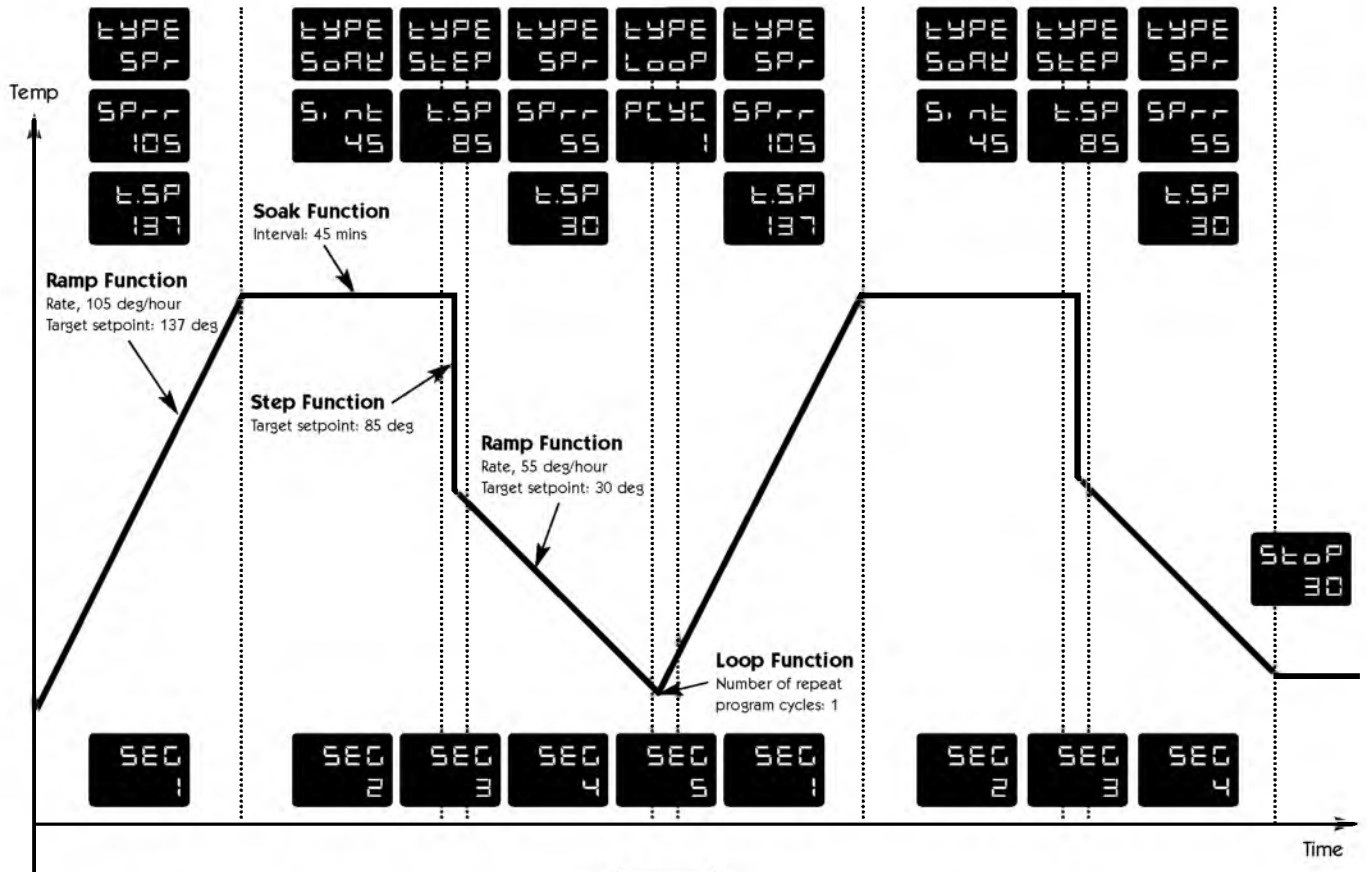 tYPE
SPr
tYPE
SoAK
tYPE
StEP
tYPE
SPr
tYPE
LooP
tYPE
SPr
tYPE
SoAK
tYPE
StEP
tYPE
SPr
Temp
SPrr
105
Sint
45
t.SP
85
SPrr
55
PCYC
1
SPrr
105
Sint
45
t.SP
85
SPrr
55
t.SP
137
t.SP
30
t.SP
137
t.SP
30
Soak Function
Interval: 45 mins
Ramp Function
Rate, 105 deg/hour
Target setpoint: 137 deg
Step Function
Target setpoint: 85 deg
Ramp Function
Rate, 55 deg/hour
Target setpoint: 30 deg
StoP
30
Loop Function
Number of repeat
program cycles: 1
SEG
1
SEG
2
SEG
3
SEG
4
SEG
5
SEG
1
SEG
2
SEG
3
SEG
4
Time